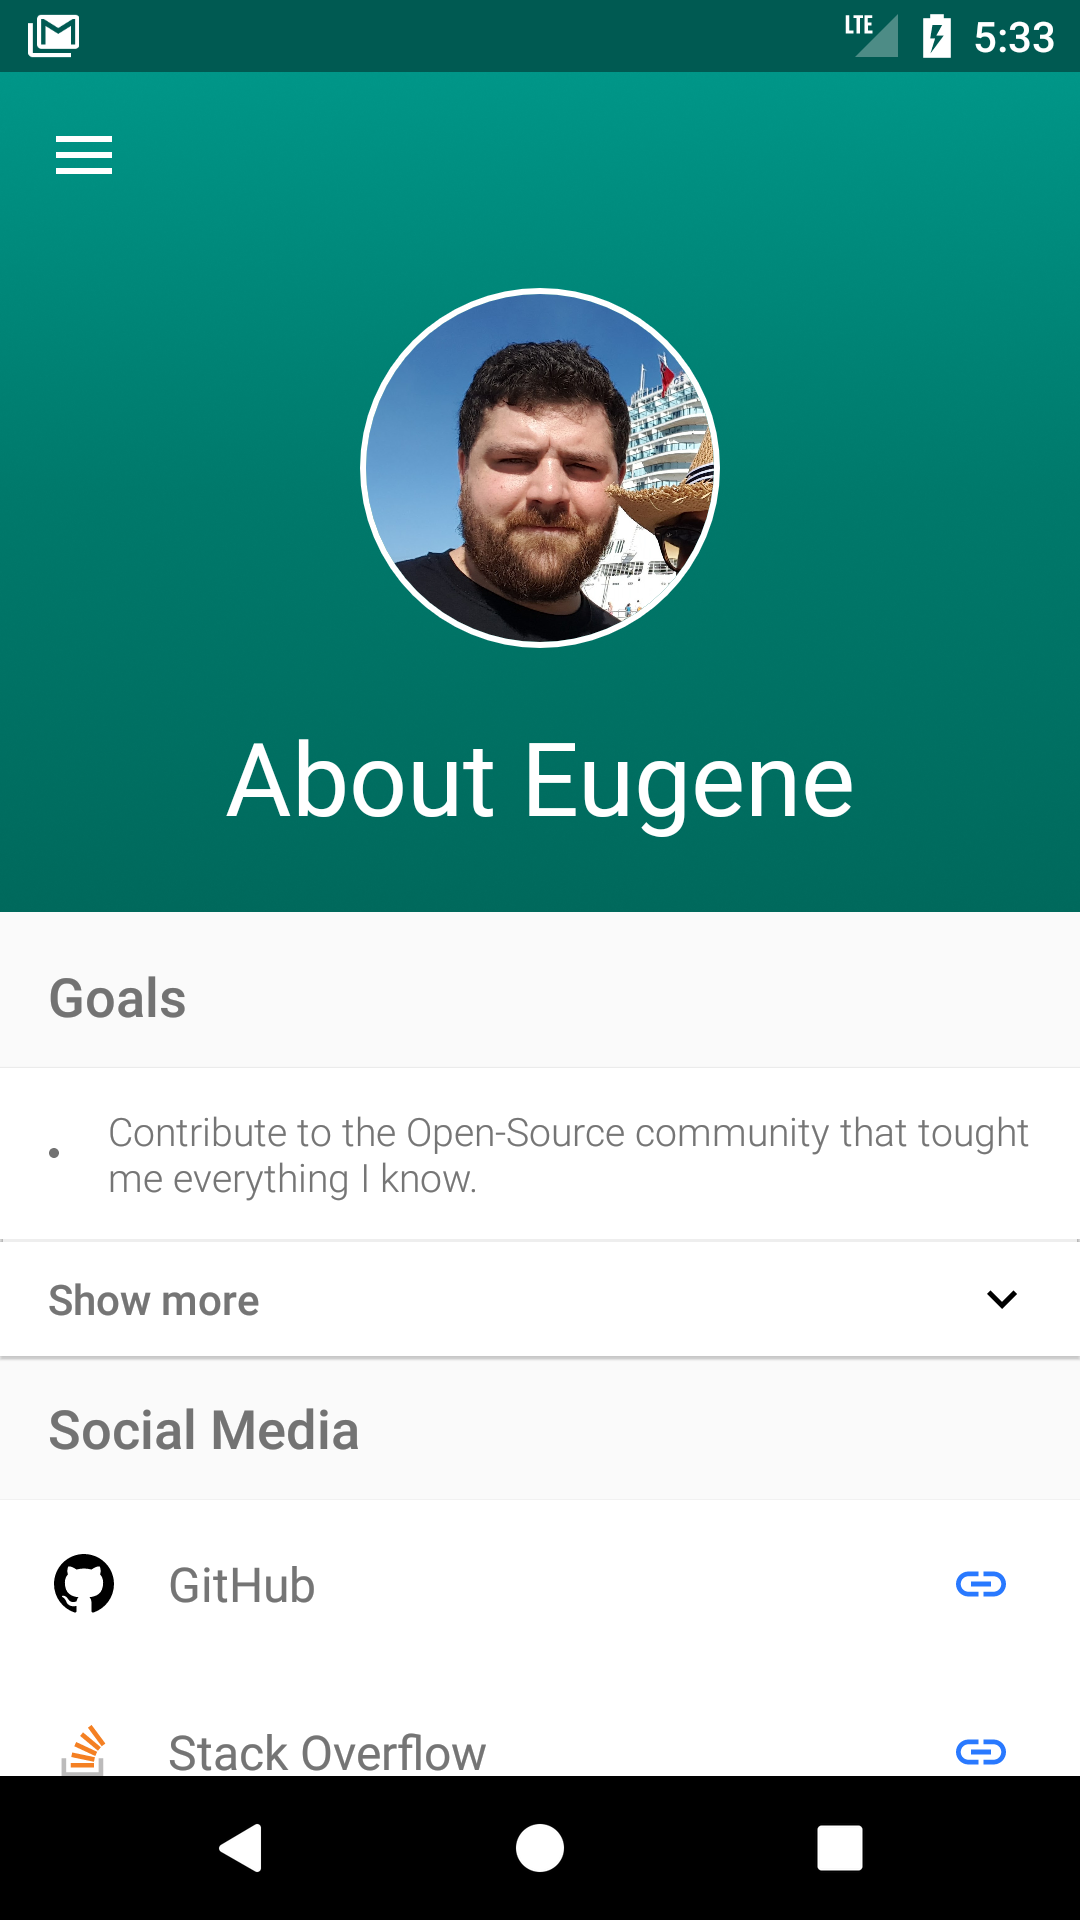 LTE 5:33
About Eugene
Goals
• Contribute to the Open-Source community that tought
me everything I know.
Show more
Social Media
GitHub
Stack Overflow